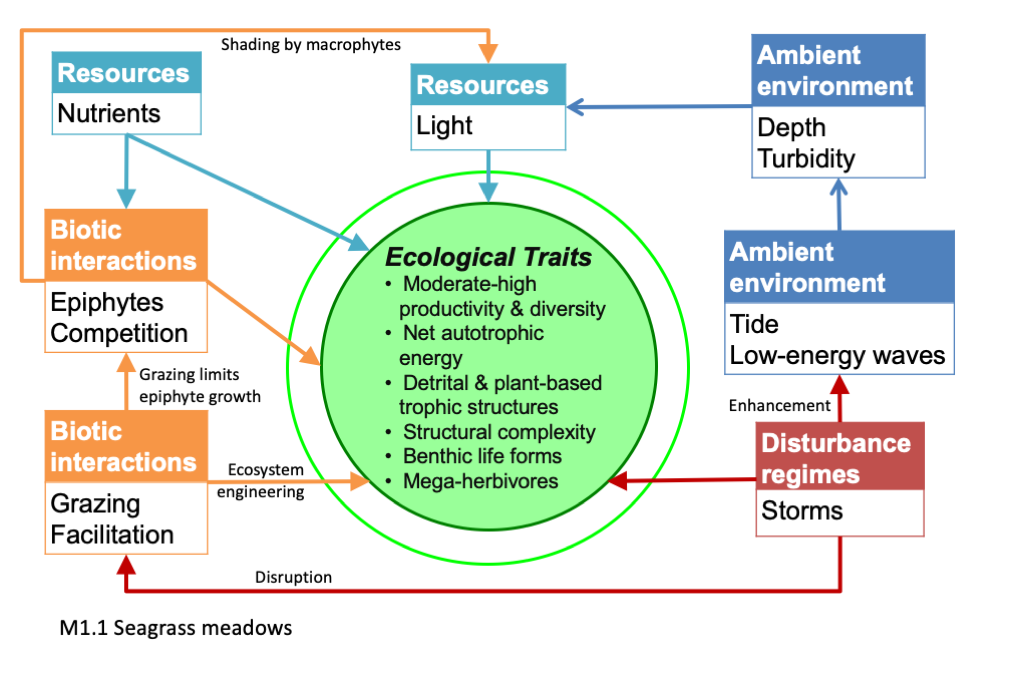 Shading by macrophytes
Resources
Nutrients
Resources
Light
Ambient
environment
Depth
Turbidity
Biotic
interactions
Epiphytes
Competition
Ambient
environment
Tide
Low-energy waves
Ecological Traits
• Moderate-high
productivity & diversity
• Net autotrophic
energy
• Detrital & plant-based
trophic structures
• Structural complexity
• Benthic life forms
• Mega-herbivores
Grazing limits
epiphyte growth
Biotic
interactions
Grazing
Facilitation
Ecosystem
engineering
Enhancement
Disturbance
regimes
Storms
Disruption
M1.1 Seagrass meadows